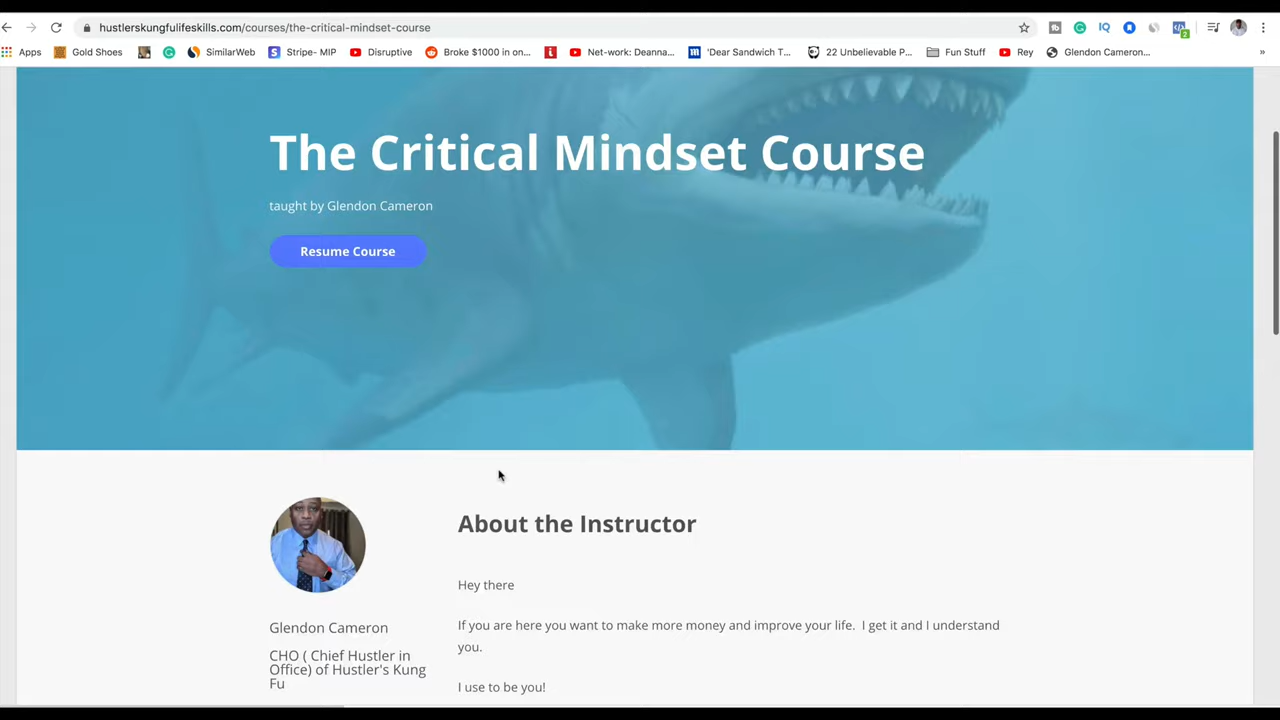 hustlerskungfulifeskills.com/courses/the-critical-mindset-course
2
Apps Gold Shoes SimilarWeb Stripe- MIP Disruptive Broke $1000 in on... Net-work: Deanna... 'Dear Sandwich T... 22 Unbelievable P... Fun Stuff Rey Glendon Cameron... »
The Critical Mindset Course
taught by Glendon Cameron
Resume Course
About the Instructor
Hey there
Glendon Cameron
If you are here you want to make more money and improve your life. I get it and I understand
you.
CHO ( Chief Hustler in
Office) of Hustler's Kung
Fu
I use to be you!